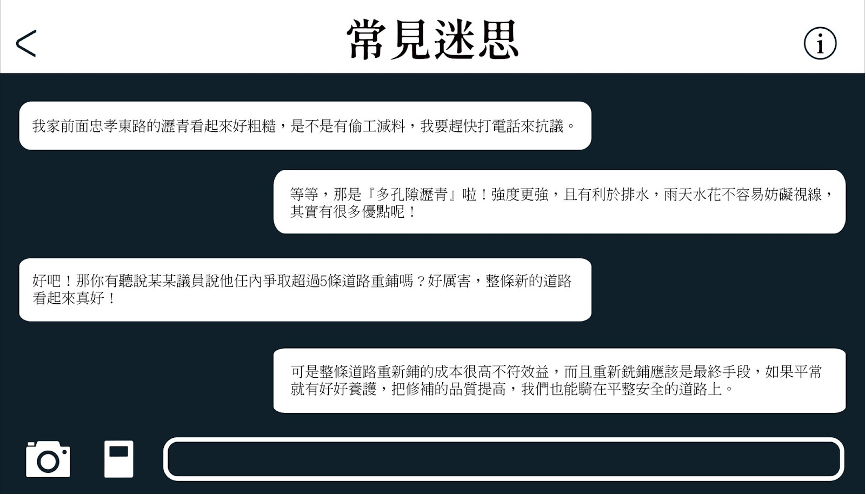 常見迷思
我家前面忠孝東路的瀝青看起來好粗糙，是不是有偷工減料，我要趕快打電話來抗議。
等等，那是『多孔隙瀝青』啦！強度更強，且有利於排水，雨天水花不容易妨礙視線，
其實有很多優點呢！
好吧！那你有聽說某某議員說他任內爭取超過5條道路重鋪嗎？好厲害，整條新的道路
看起來真好！
可是整條道路重新鋪的成本很高不符效益，而且重新銑鋪應該是最終手段，如果平常
就有好好養護，把修補的品質提高，我們也能騎在平整安全的道路上。